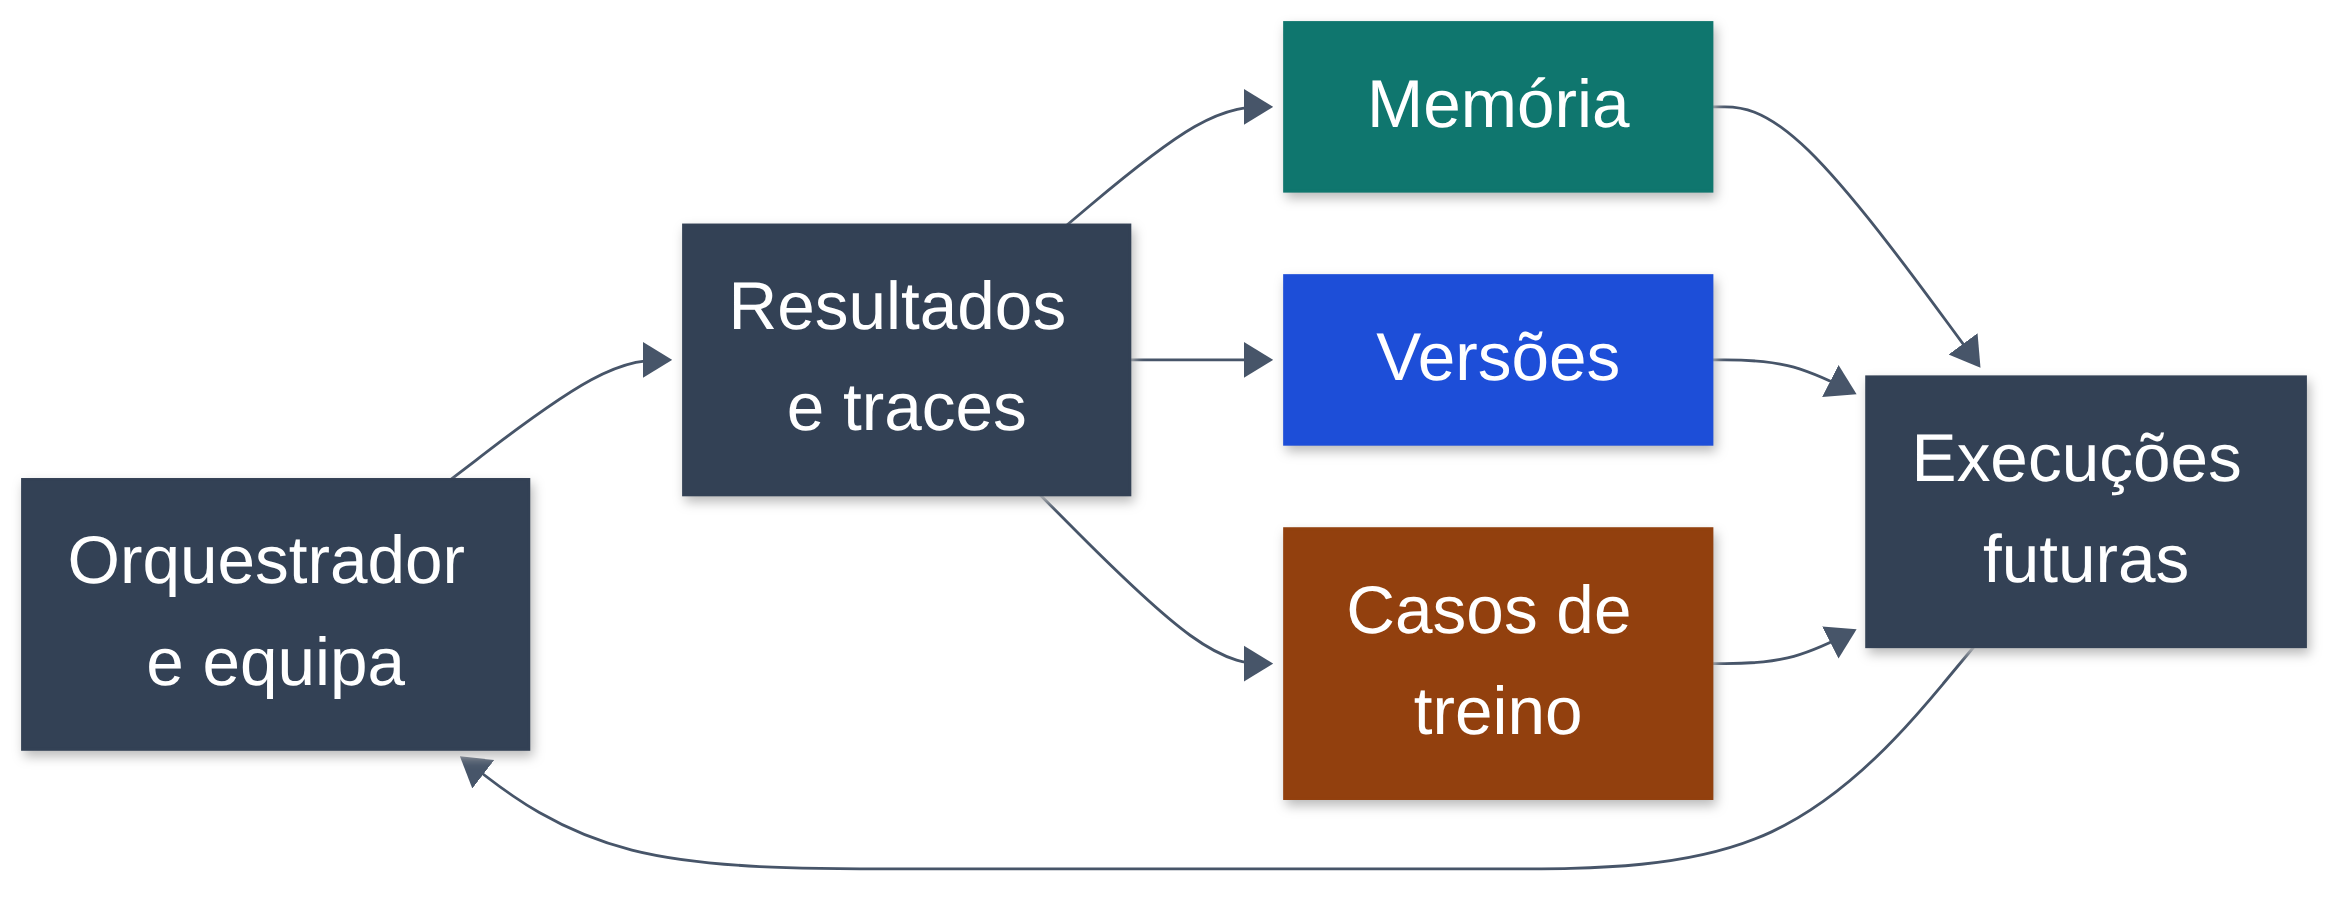 Orquestrador
e equipa
Resultados
e traces
Memória
Versões
Casos de
treino
Execuções
futuras